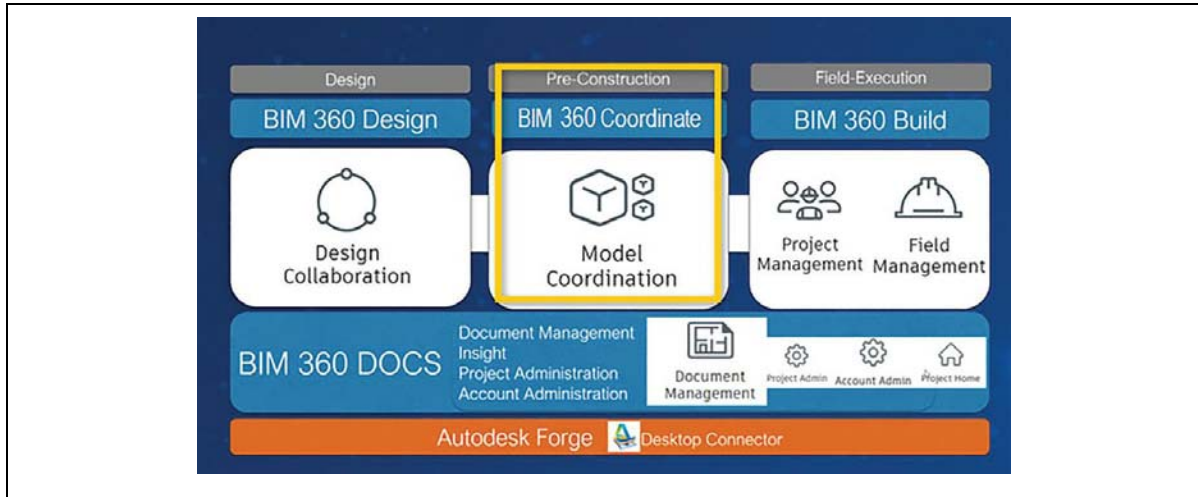 Design
Pre-Construction
Field-Execution
BIM 360 Design
BIM 360 Coordinate
BIM 360 Build
Design
Collaboration
Model
Coordination
Project
Management
Field
Management
BIM 360 DOCS
Document Management
Insight
Project Administration
Account Administration
Document
Management
Project Admin
Account Admin
Project Home
Autodesk Forge
Desktop Connector